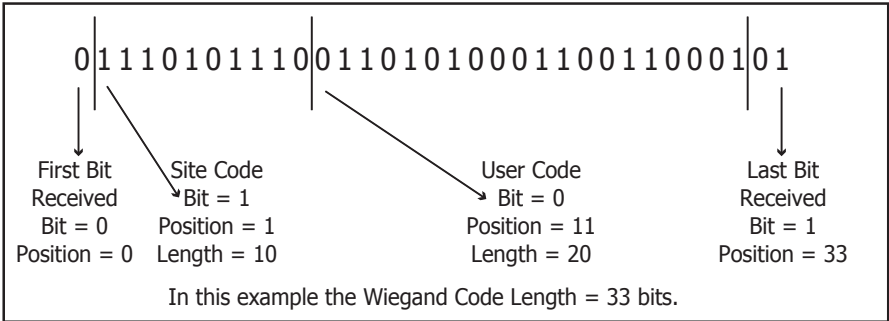 0 1 1 1 0 1 0 1 1 1 0 0 1 1 0 1 0 1 0 0 0 1 1 0 0 1 1 0 0 0 1 0 1
First Bit
Received
Bit = 0
Position = 0
Site Code
Bit = 1
Position = 1
Length = 10
User Code
Bit = 0
Position = 11
Length = 20
Last Bit
Received
Bit = 1
Position = 33
In this example the Wiegand Code Length = 33 bits.